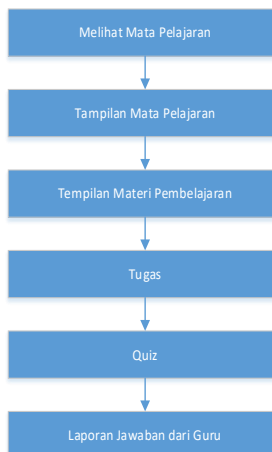 Melihat Mata Pelajaran
Tampilan Mata Pelajaran
Tempilan Materi Pembelajaran
Tugas
Quiz
Laporan Jawaban dari Guru